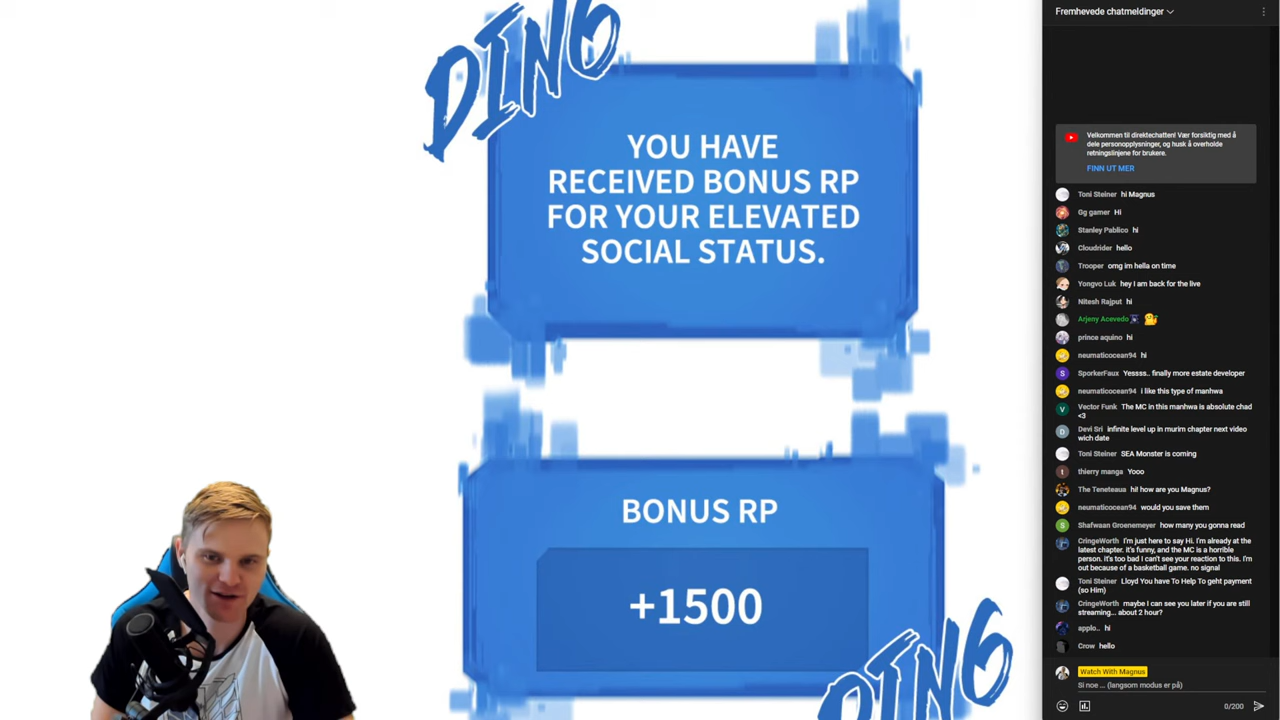 DING
YOU HAVE
RECEIVED BONUS RP
FOR YOUR ELEVATED
SOCIAL STATUS.
BONUS RP
+1500
DING
Fremhevede chatmeldinger
Velkommen til direktechatten! Vær forsiktig med å
dele personopplysninger, og husk å overholde
retningslinjene for brukere.
FINN UT MER
Toni Steiner hi Magnus
Gg gamer Hi
Stanley Pablico hi
Cloudrider hello
Trooper omg im hella on time
Yongvo Luk hey I am back for the live
Nitesh Rajput hi
Arjeny Acevedo
prince aquino hi
neumaticocean94 hi
S SporkerFaux Yessss.. finally more estate developer
neumaticocean94 i like this type of manhwa
V Vector Funk The MC in this manhwa is absolute chad
<3
D Devi Sri infinite level up in murim chapter next video
wich date
Toni Steiner SEA Monster is coming
t thierry manga Yooo
The Teneteaua hi! how are you Magnus?
neumaticocean94 would you save them
S Shafwaan Groenemeyer how many you gonna read
CringeWorth I'm just here to say Hi. I'm already at the
latest chapter. it's funny, and the MC is a horrible
person. it's too bad I can't see your reaction to this. I'm
out because of a basketball game. no signal
Toni Steiner Lloyd You have To Help To geht payment
(so Him)
CringeWorth maybe I can see you later if you are still
streaming... about 2 hour?
applo.. hi
Crow hello
Watch With Magnus
Si noe ... (langsom modus er på)
0/200